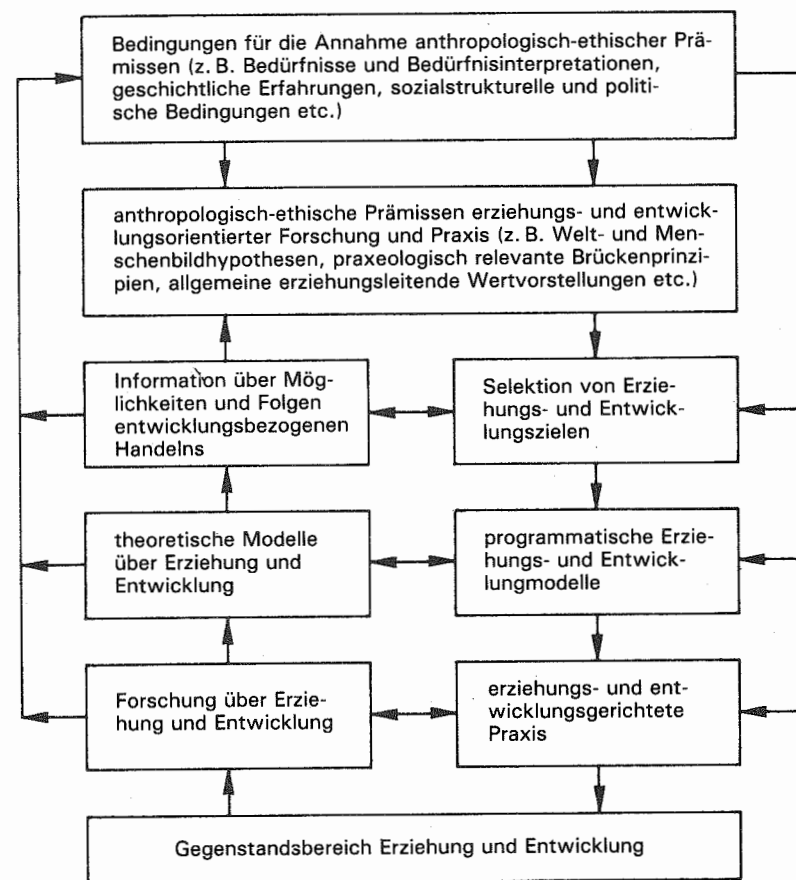 Bedingungen für die Annahme anthropologisch-ethischer Prä-
missen (z. B. Bedürfnisse und Bedürfnisinterpretationen,
geschichtliche Erfahrungen, sozialstrukturelle und politi-
sche Bedingungen etc.)
anthropologisch-ethische Prämissen erziehungs- und entwick-
lungsorientierter Forschung und Praxis (z. B. Welt- und Men-
schenbildhypothesen, praxeologisch relevante Brückenprinzi-
pien, allgemeine erziehungsleitende Wertvorstellungen etc.)
Information über Mög-
lichkeiten und Folgen
entwicklungsbezogenen
Handelns
Selektion von Erzie-
hungs- und Entwick-
lungszielen
theoretische Modelle
über Erziehung und
Entwicklung
programmatische Erzie-
hungs- und Entwick-
lungmodelle
Forschung über Erzie-
hung und Entwicklung
erziehungs- und ent-
wicklungsgerichtete
Praxis
Gegenstandsbereich Erziehung und Entwicklung